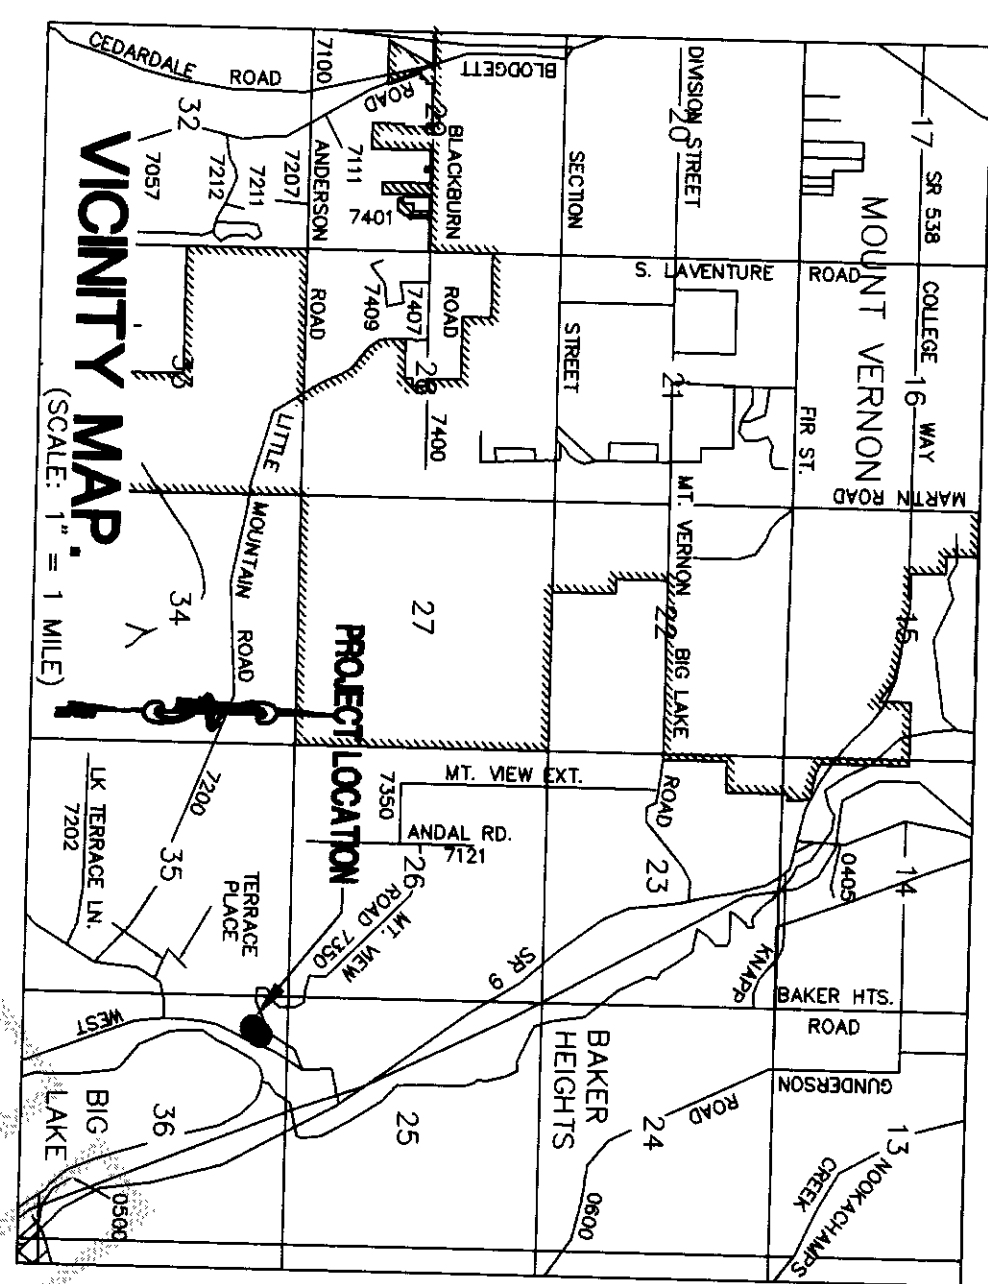 VICINITY MAP.
(SCALE: 1" = 1 MILE)
PROJECT LOCATION
MOUNT VERNON
BAKER
HEIGHTS
BIG
LAKE
17
SR 538
COLLEGE
16
WAY
MARTIN ROAD
15
14
13
NOOKACHAMPS
CREEK
FIR ST.
0405
KNAPP
BAKER HTS.
ROAD
GUNDERSON
ROAD
DIVISION STREET
20
S. LAVENTURE
ROAD
21
MT. VERNON
22
BIG LAKE
ROAD
23
24
BLODGETT
ROAD
SECTION
STREET
SR 9
0600
BLACKBURN
ROAD
7400
7401
7407
7409
27
MT. VIEW EXT.
7350
ANDAL RD.
7121
26
MT. VIEW
ROAD 7350
25
7100
ANDERSON
ROAD
7111
7207
7211
7212
7057
CEDARDALE
ROAD
32
33
LITTLE
MOUNTAIN
ROAD
34
7200
35
LK TERRACE LN.
7202
TERRACE
PLACE
WEST
36
0500